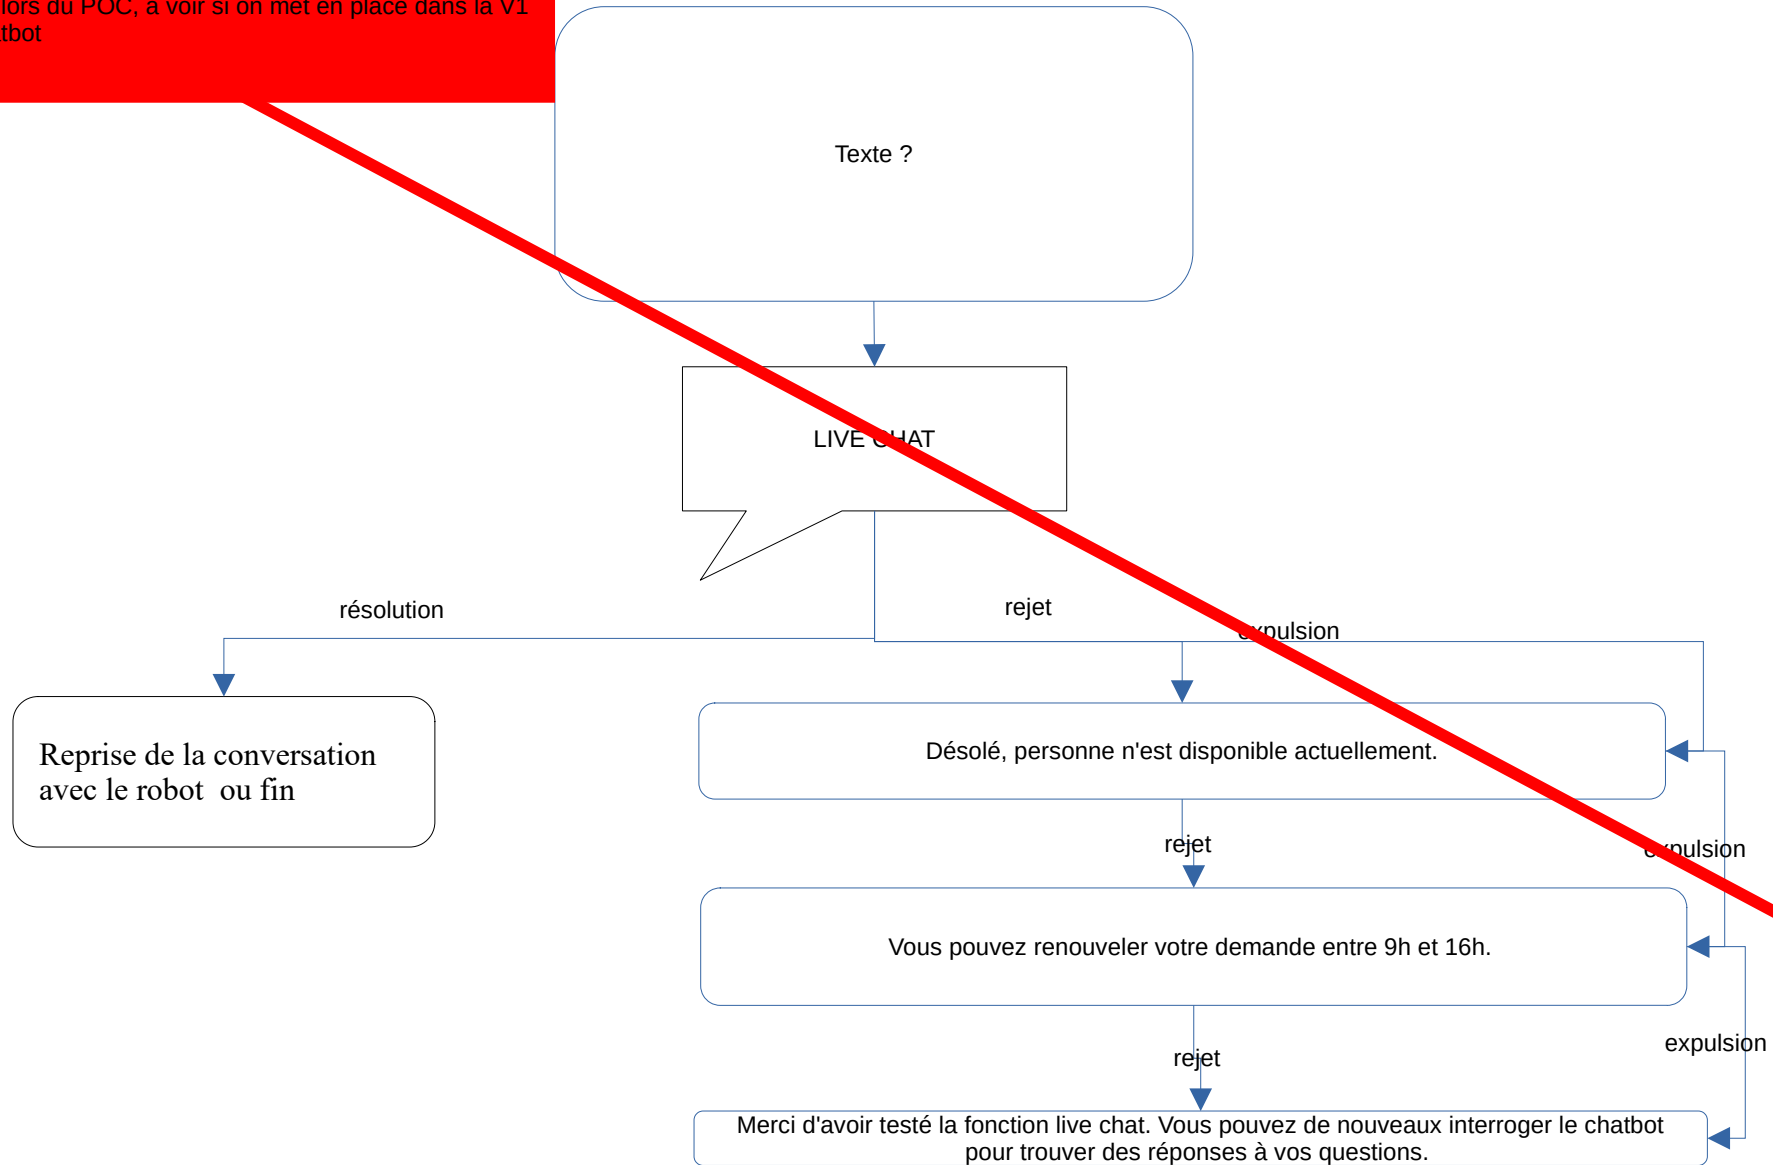 lors du POC, à voir si on met en place dans la V1
Texte ?
LIVE CHAT
résolution
rejet
expulsion
Reprise de la conversation
avec le robot ou fin
Désolé, personne n'est disponible actuellement.
rejet
expulsion
Vous pouvez renouveler votre demande entre 9h et 16h.
rejet
expulsion
Merci d'avoir testé la fonction live chat. Vous pouvez de nouveaux interroger le chatbot
pour trouver des réponses à vos questions.